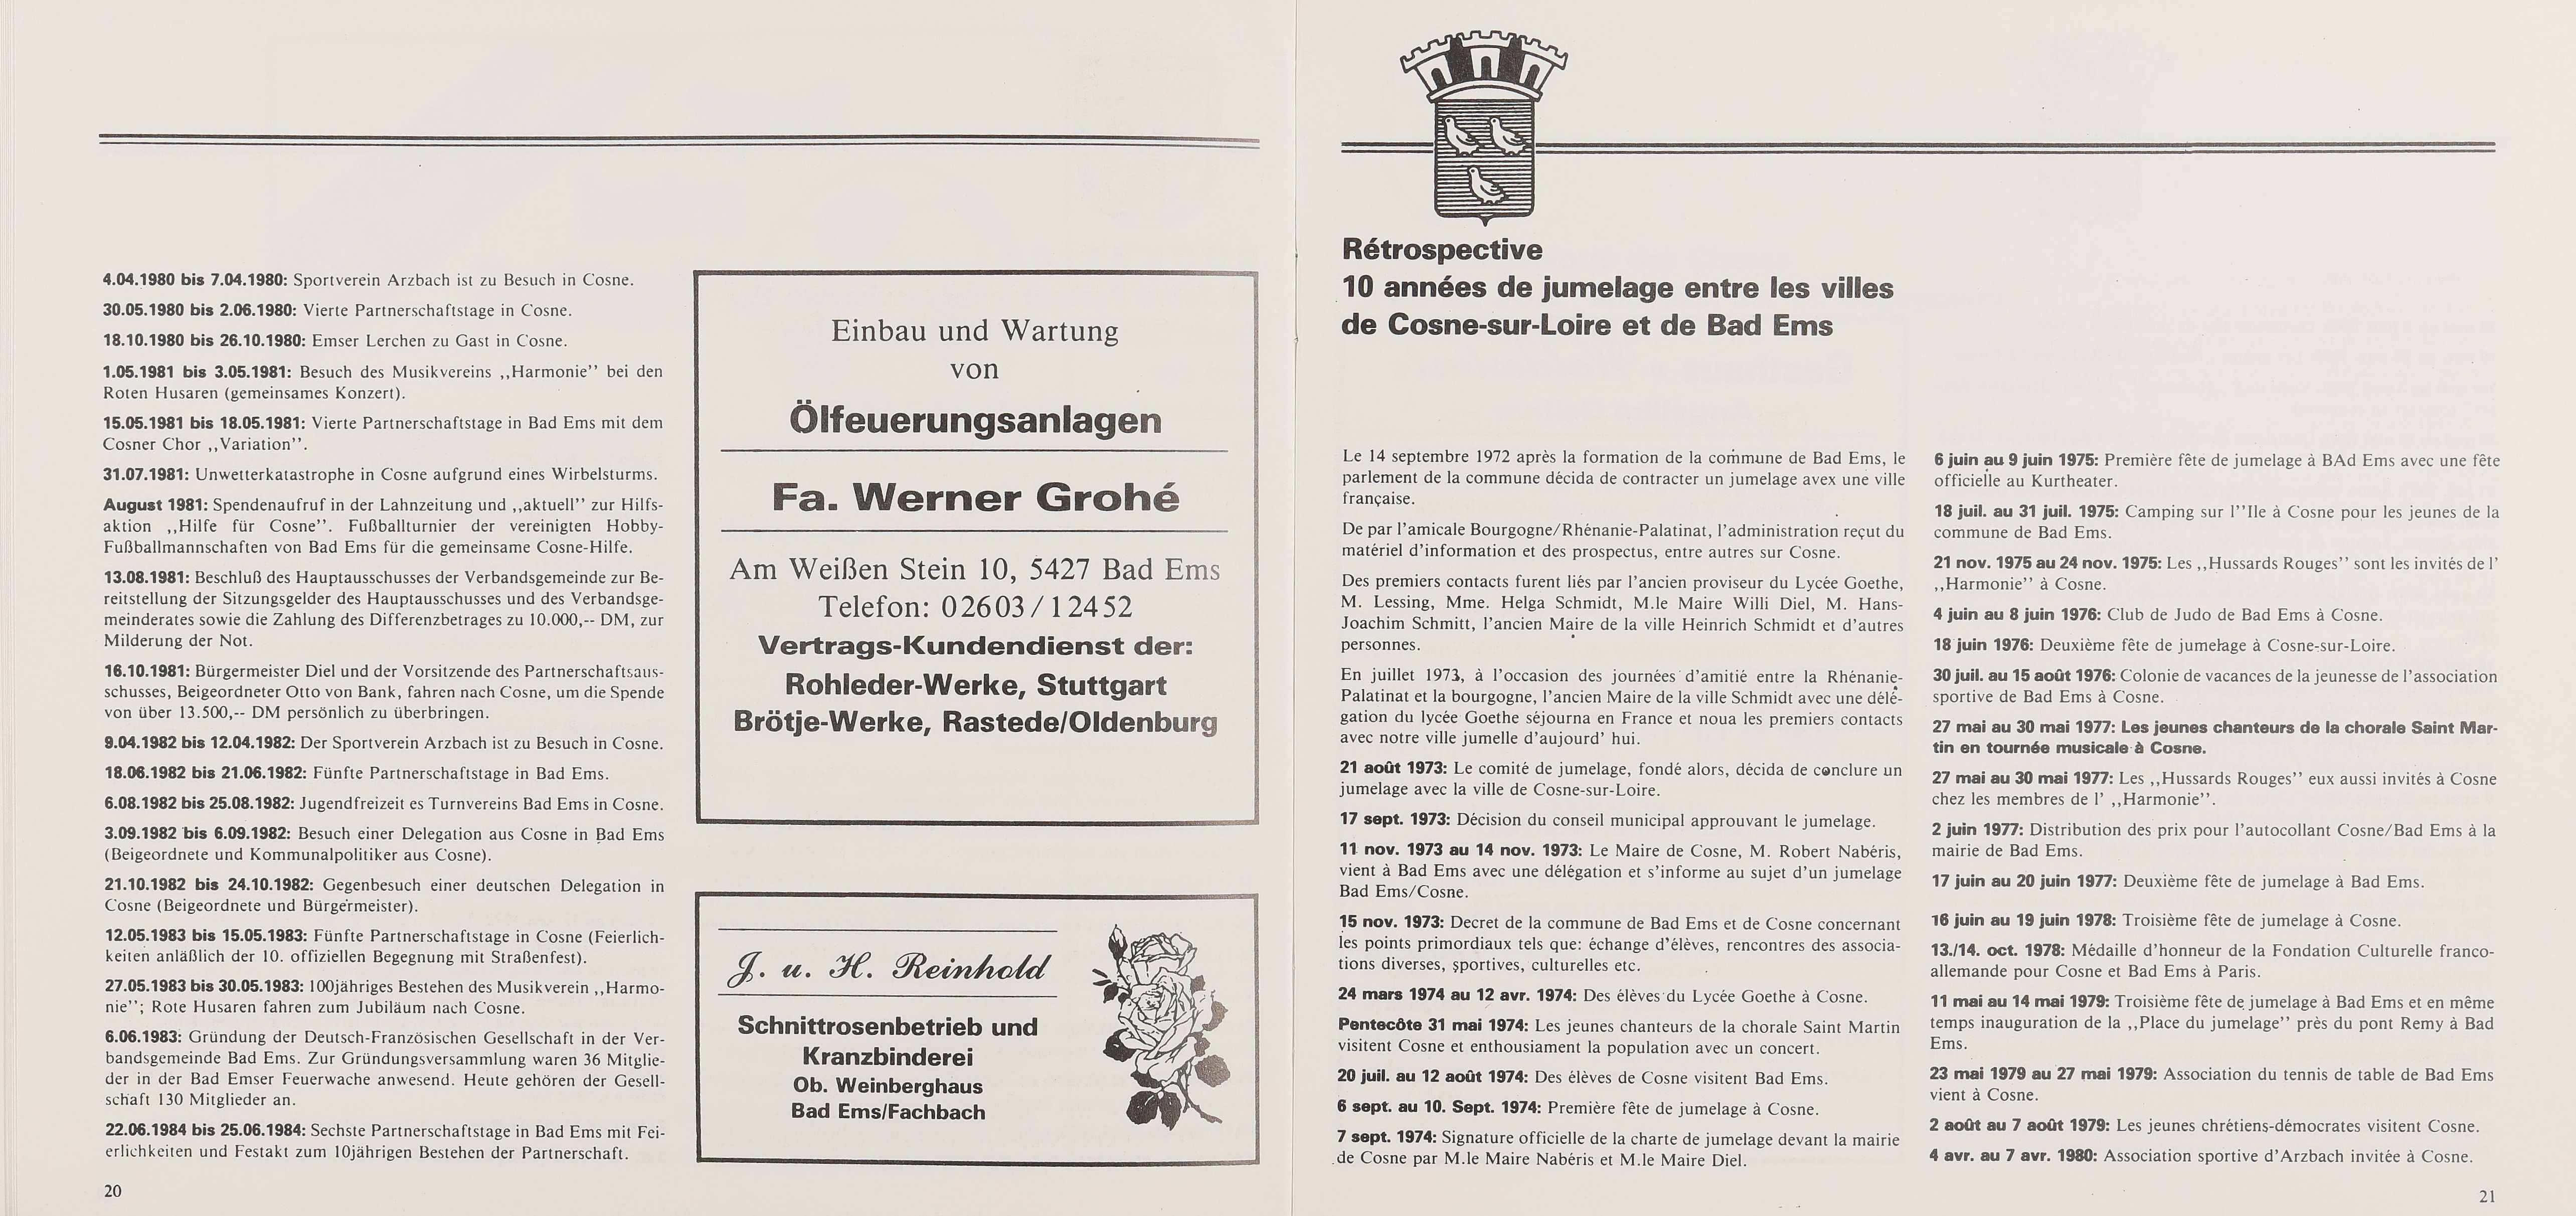 4.04.1980 bis 7.04.1980: Sportverein Arzbach ist zu Besuch in Cosne.
30.05.1980 bis 2.06.1980: Vierte Partnerschaftstage in Cosne.
18.10.1980 bis 26.10.1980: Emser Lerchen zu Gast in Cosne.
1.05.1981 bis 3.05.1981: Besuch des Musikvereins ,,Harmonie’’ bei den
Roten Husaren (gemeinsames Konzert).
15.05.1981 bis 18.05.1981: Vierte Partnerschaftstage in Bad Ems mit dem
Cosner Chor ,,Variation’’.
31.07.1981: Unwetterkatastrophe in Cosne aufgrund eines Wirbelsturms.
August 1981: Spendenaufruf in der Lahnzeitung und ,,aktuell’’ zur Hilfs-
aktion ,,Hilfe für Cosne’’. Fußballturnier der vereinigten Hobby-
Fußballmannschaften von Bad Ems für die gemeinsame Cosne-Hilfe.
13.08.1981: Beschluß des Hauptausschusses der Verbandsgemeinde zur Be-
reitstellung der Sitzungsgelder des Hauptausschusses und des Verbandsge-
meinderates sowie die Zahlung des Differenzbetrages zu 10.000,-- DM, zur
Milderung der Not.
16.10.1981: Bürgermeister Diel und der Vorsitzende des Partnerschaftsaus-
schusses, Beigeordneter Otto von Bank, fahren nach Cosne, um die Spende
von über 13.500,-- DM persönlich zu überbringen.
9.04.1982 bis 12.04.1982: Der Sportverein Arzbach ist zu Besuch in Cosne.
18.06.1982 bis 21.06.1982: Fünfte Partnerschaftstage in Bad Ems.
6.08.1982 bis 25.08.1982: Jugendfreizeit es Turnvereins Bad Ems in Cosne.
3.09.1982 bis 6.09.1982: Besuch einer Delegation aus Cosne in Bad Ems
(Beigeordnete und Kommunalpolitiker aus Cosne).
21.10.1982 bis 24.10.1982: Gegenbesuch einer deutschen Delegation in
Cosne (Beigeordnete und Bürgermeister).
12.05.1983 bis 15.05.1983: Fünfte Partnerschaftstage in Cosne (Feierlich-
keiten anläßlich der 10. offiziellen Begegnung mit Straßenfest).
27.05.1983 bis 30.05.1983: 100jähriges Bestehen des Musikverein ,,Harmo-
nie’’; Rote Husaren fahren zum Jubiläum nach Cosne.
6.06.1983: Gründung der Deutsch-Französischen Gesellschaft in der Ver-
bandsgemeinde Bad Ems. Zur Gründungsversammlung waren 36 Mitglie-
der in der Bad Emser Feuerwache anwesend. Heute gehören der Gesell-
schaft 130 Mitglieder an.
22.06.1984 bis 25.06.1984: Sechste Partnerschaftstage in Bad Ems mit Fei-
erlichkeiten und Festakt zum 10jährigen Bestehen der Partnerschaft.
20
Einbau und Wartung
von
Ölfeuerungsanlagen
Fa. Werner Grohé
Am Weißen Stein 10, 5427 Bad Ems
Telefon: 02603/12452
Vertrags-Kundendienst der:
Rohleder-Werke, Stuttgart
Brötje-Werke, Rastede/Oldenburg
J. u. H. Reinhold
Schnittrosenbetrieb und
Kranzbinderei
Ob. Weinberghaus
Bad Ems/Fachbach
Rétrospective
10 années de jumelage entre les villes
de Cosne-sur-Loire et de Bad Ems
Le 14 septembre 1972 après la formation de la commune de Bad Ems, le
parlement de la commune décida de contracter un jumelage avex une ville
française.
De par l’amicale Bourgogne/Rhénanie-Palatinat, l’administration reçut du
matériel d’information et des prospectus, entre autres sur Cosne.
Des premiers contacts furent liés par l’ancien proviseur du Lycée Goethe,
M. Lessing, Mme. Helga Schmidt, M.le Maire Willi Diel, M. Hans-
Joachim Schmitt, l’ancien Maire de la ville Heinrich Schmidt et d’autres
personnes.
En juillet 1973, à l’occasion des journées d’amitié entre la Rhénanie-
Palatinat et la bourgogne, l’ancien Maire de la ville Schmidt avec une délé-
gation du lycée Goethe séjourna en France et noua les premiers contacts
avec notre ville jumelle d’aujourd’ hui.
21 août 1973: Le comité de jumelage, fondé alors, décida de conclure un
jumelage avec la ville de Cosne-sur-Loire.
17 sept. 1973: Décision du conseil municipal approuvant le jumelage.
11 nov. 1973 au 14 nov. 1973: Le Maire de Cosne, M. Robert Nabéris,
vient à Bad Ems avec une délégation et s’informe au sujet d’un jumelage
Bad Ems/Cosne.
15 nov. 1973: Decret de la commune de Bad Ems et de Cosne concernant
les points primordiaux tels que: échange d’élèves, rencontres des associa-
tions diverses, sportives, culturelles etc.
24 mars 1974 au 12 avr. 1974: Des élèves du Lycée Goethe à Cosne.
Pentecôte 31 mai 1974: Les jeunes chanteurs de la chorale Saint Martin
visitent Cosne et enthousiament la population avec un concert.
20 juil. au 12 août 1974: Des élèves de Cosne visitent Bad Ems.
6 sept. au 10. Sept. 1974: Première fête de jumelage à Cosne.
7 sept. 1974: Signature officielle de la charte de jumelage devant la mairie
de Cosne par M.le Maire Nabéris et M.le Maire Diel.
6 juin au 9 juin 1975: Première fête de jumelage à BAd Ems avec une fête
officielle au Kurtheater.
18 juil. au 31 juil. 1975: Camping sur l’’Ile à Cosne pour les jeunes de la
commune de Bad Ems.
21 nov. 1975 au 24 nov. 1975: Les ,,Hussards Rouges’’ sont les invités de l’
,,Harmonie’’ à Cosne.
4 juin au 8 juin 1976: Club de Judo de Bad Ems à Cosne.
18 juin 1976: Deuxième fête de jumelage à Cosne-sur-Loire.
30 juil. au 15 août 1976: Colonie de vacances de la jeunesse de l’association
sportive de Bad Ems à Cosne.
27 mai au 30 mai 1977: Les jeunes chanteurs de la chorale Saint Mar-
tin en tournée musicale à Cosne.
27 mai au 30 mai 1977: Les ,,Hussards Rouges’’ eux aussi invités à Cosne
chez les membres de l’ ,,Harmonie’’.
2 juin 1977: Distribution des prix pour l’autocollant Cosne/Bad Ems à la
mairie de Bad Ems.
17 juin au 20 juin 1977: Deuxième fête de jumelage à Bad Ems.
16 juin au 19 juin 1978: Troisième fête de jumelage à Cosne.
13./14. oct. 1978: Médaille d’honneur de la Fondation Culturelle franco-
allemande pour Cosne et Bad Ems à Paris.
11 mai au 14 mai 1979: Troisième fête de jumelage à Bad Ems et en même
temps inauguration de la ,,Place du jumelage’’ près du pont Remy à Bad
Ems.
23 mai 1979 au 27 mai 1979: Association du tennis de table de Bad Ems
vient à Cosne.
2 août au 7 août 1979: Les jeunes chrétiens-démocrates visitent Cosne.
4 avr. au 7 avr. 1980: Association sportive d’Arzbach invitée à Cosne.
21